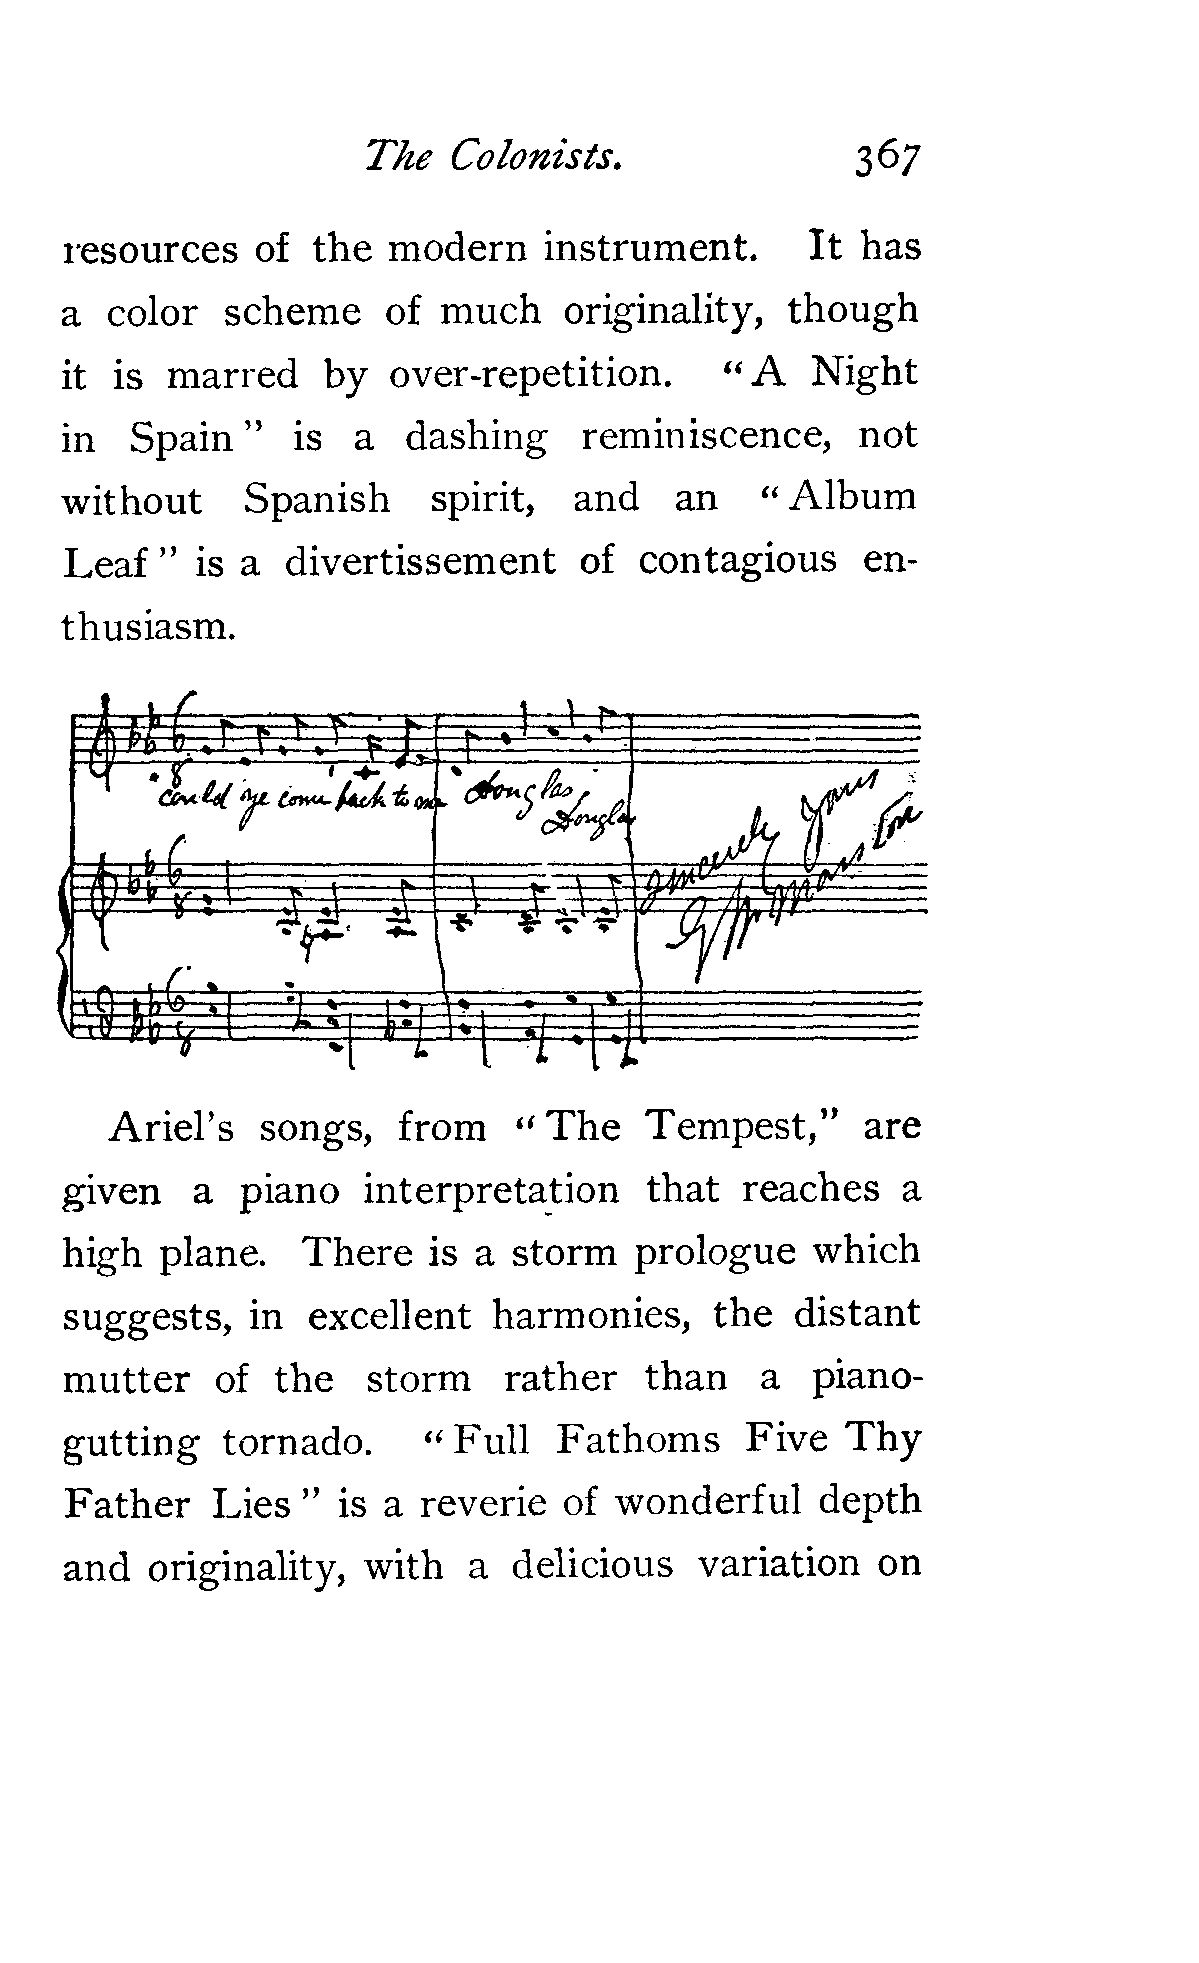 The Colonists. 367
resources of the modern instrument. It has
a color scheme of much originality, though
it is marred by over-repetition. “A Night
in Spain” is a dashing reminiscence, not
without Spanish spirit, and an “Album
Leaf” is a divertissement of contagious en-
thusiasm.
could ye come back to me Douglas,
Douglas
Sincerely Yours
G W Marston
Ariel's songs, from “The Tempest,” are
given a piano interpretation that reaches a
high plane. There is a storm prologue which
suggests, in excellent harmonies, the distant
mutter of the storm rather than a piano-
gutting tornado. “Full Fathoms Five Thy
Father Lies” is a reverie of wonderful depth
and originality, with a delicious variation on